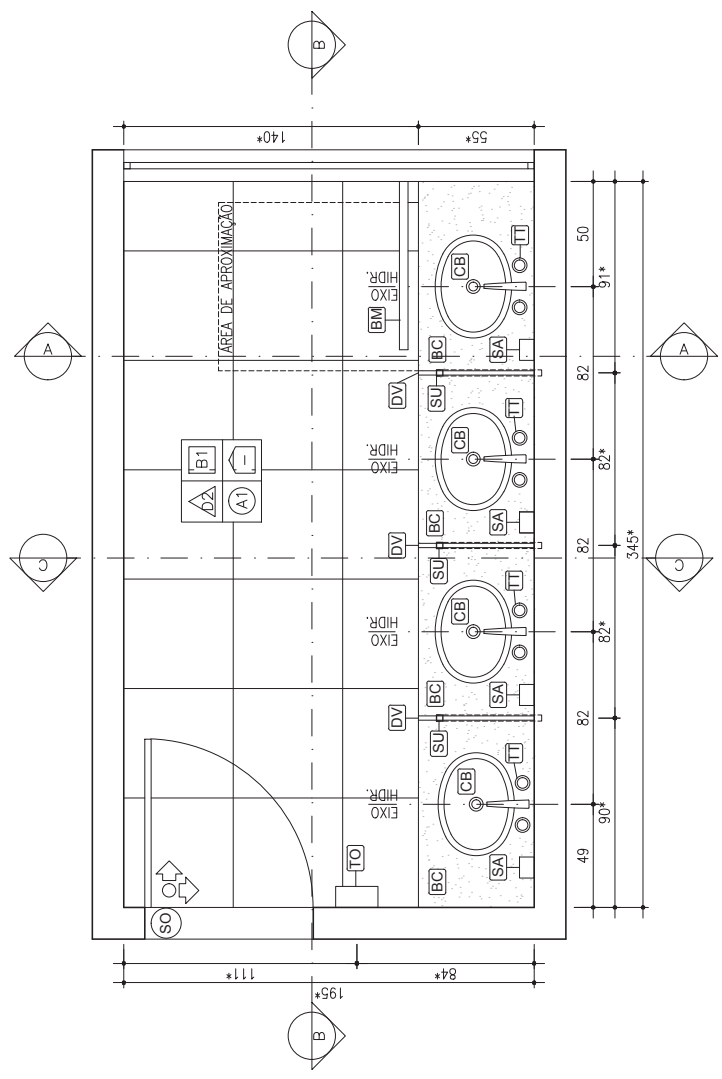 B
140*
55*
ÁREA DE APROXIMAÇÃO
EIXO
HIDR.
BM
CB
TT
BC
SA
50
91*
A
A
DV
SU
82
B1
D2
A1
EIXO
HIDR.
CB
TT
BC
SA
82*
C
C
DV
SU
82
345*
EIXO
HIDR.
CB
TT
BC
SA
82*
DV
SU
82
EIXO
HIDR.
CB
TT
BC
SA
90*
49
TO
SO
111*
84*
195*
B